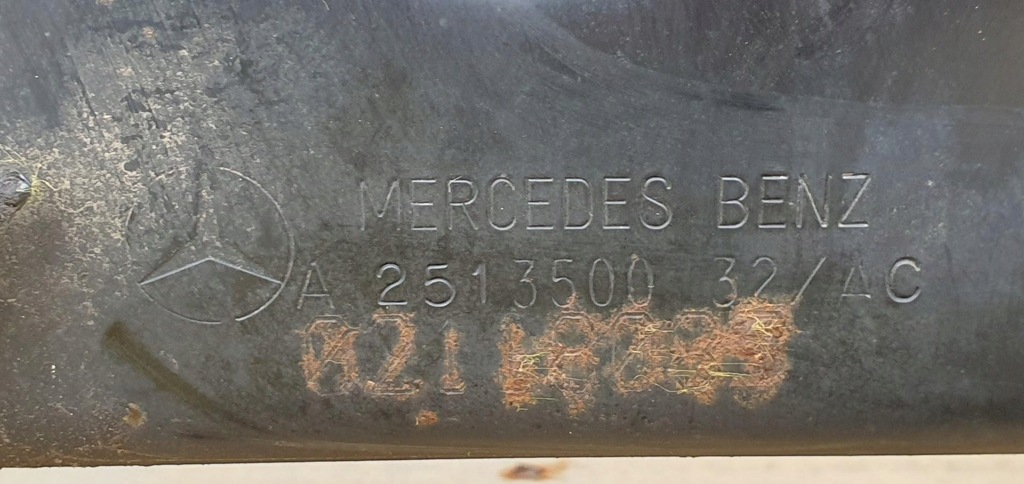 MERCEDES BENZ
A 2513500 32/AC